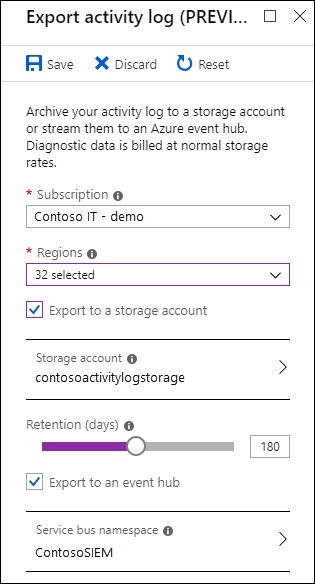 Export activity log (PREVI...
Save Discard Reset
Archive your activity log to a storage account
or stream them to an Azure event hub.
Diagnostic data is billed at normal storage
rates.
* Subscription
Contoso IT - demo
* Regions
32 selected
Export to a storage account
Storage account
contosoactivitylogstorage
Retention (days)
180
Export to an event hub
Service bus namespace
ContosoSIEM